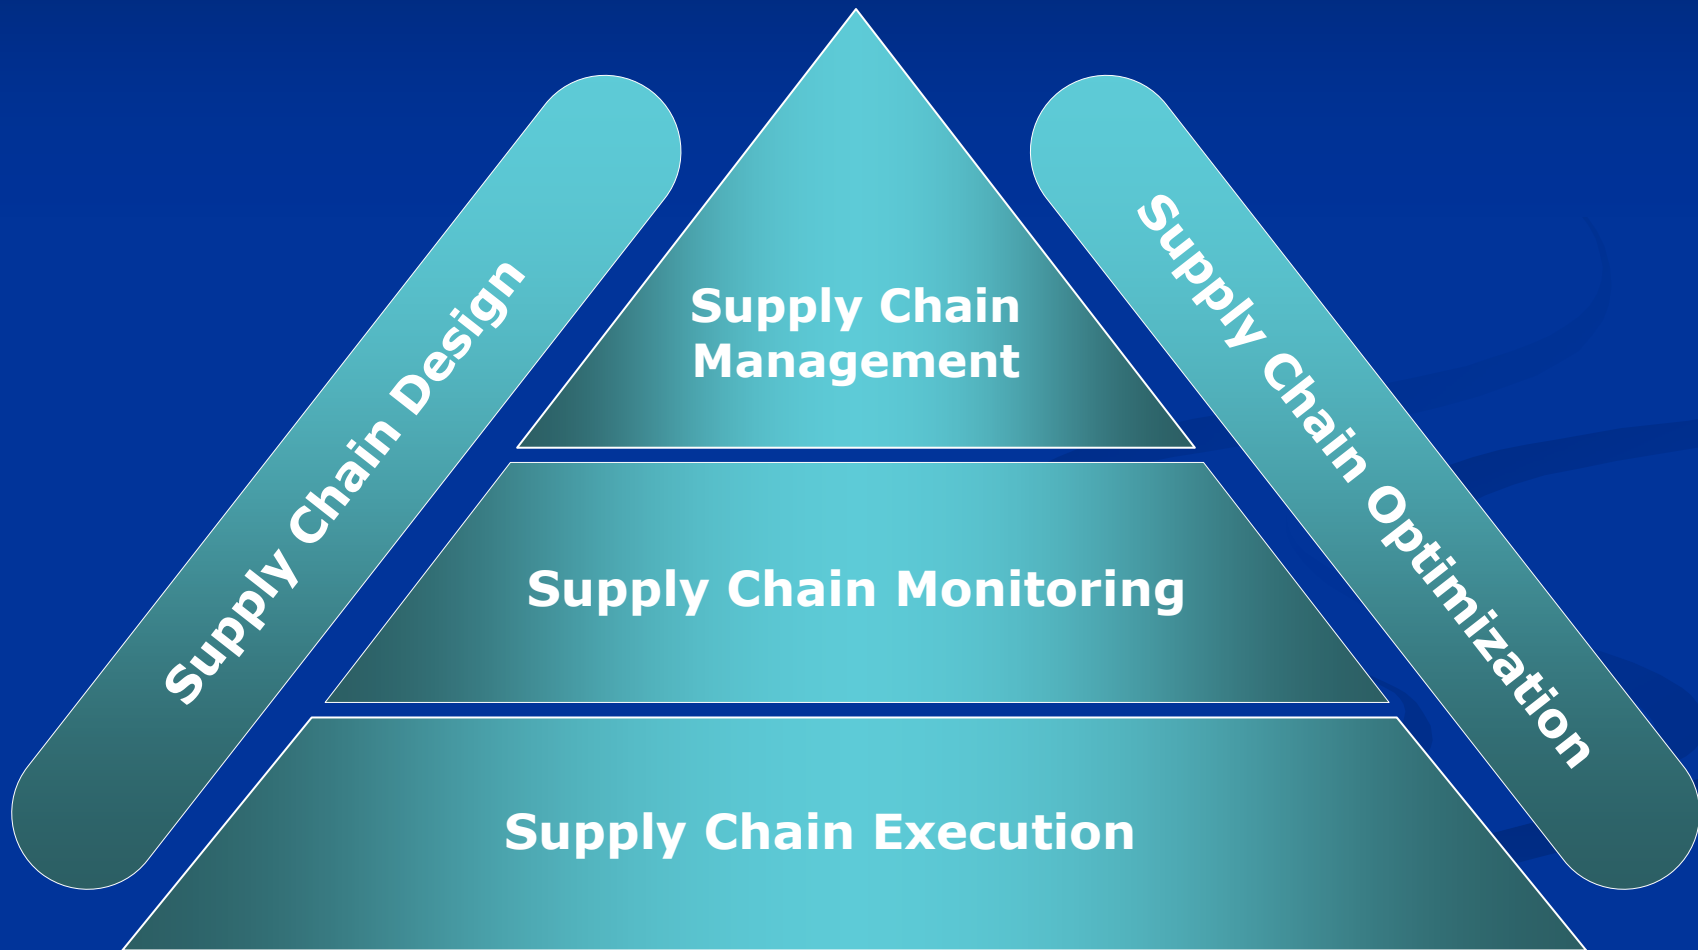 Supply Chain
Management
Supply Chain Design
Supply Chain Optimization
Supply Chain Monitoring
Supply Chain Execution